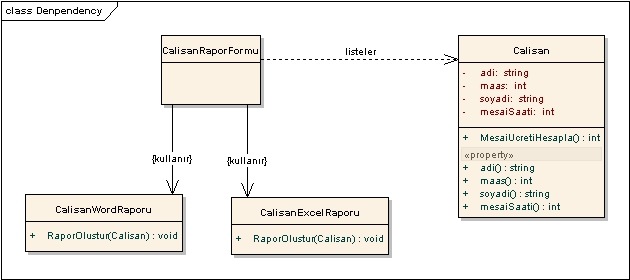 class Denpendency
CalisanRaporFormu
listeler
Calisan
- adi: string
- maas: int
- soyadi: string
- mesaiSaati: int
+ MesaiUcretiHesapla() : int
«property»
+ adi() : string
+ maas() : int
+ soyadi() : string
+ mesaiSaati() : int
{kullanır}
{kullanır}
CalisanWordRaporu
+ RaporOlustur(Calisan) : void
CalisanExcelRaporu
+ RaporOlustur(Calisan) : void